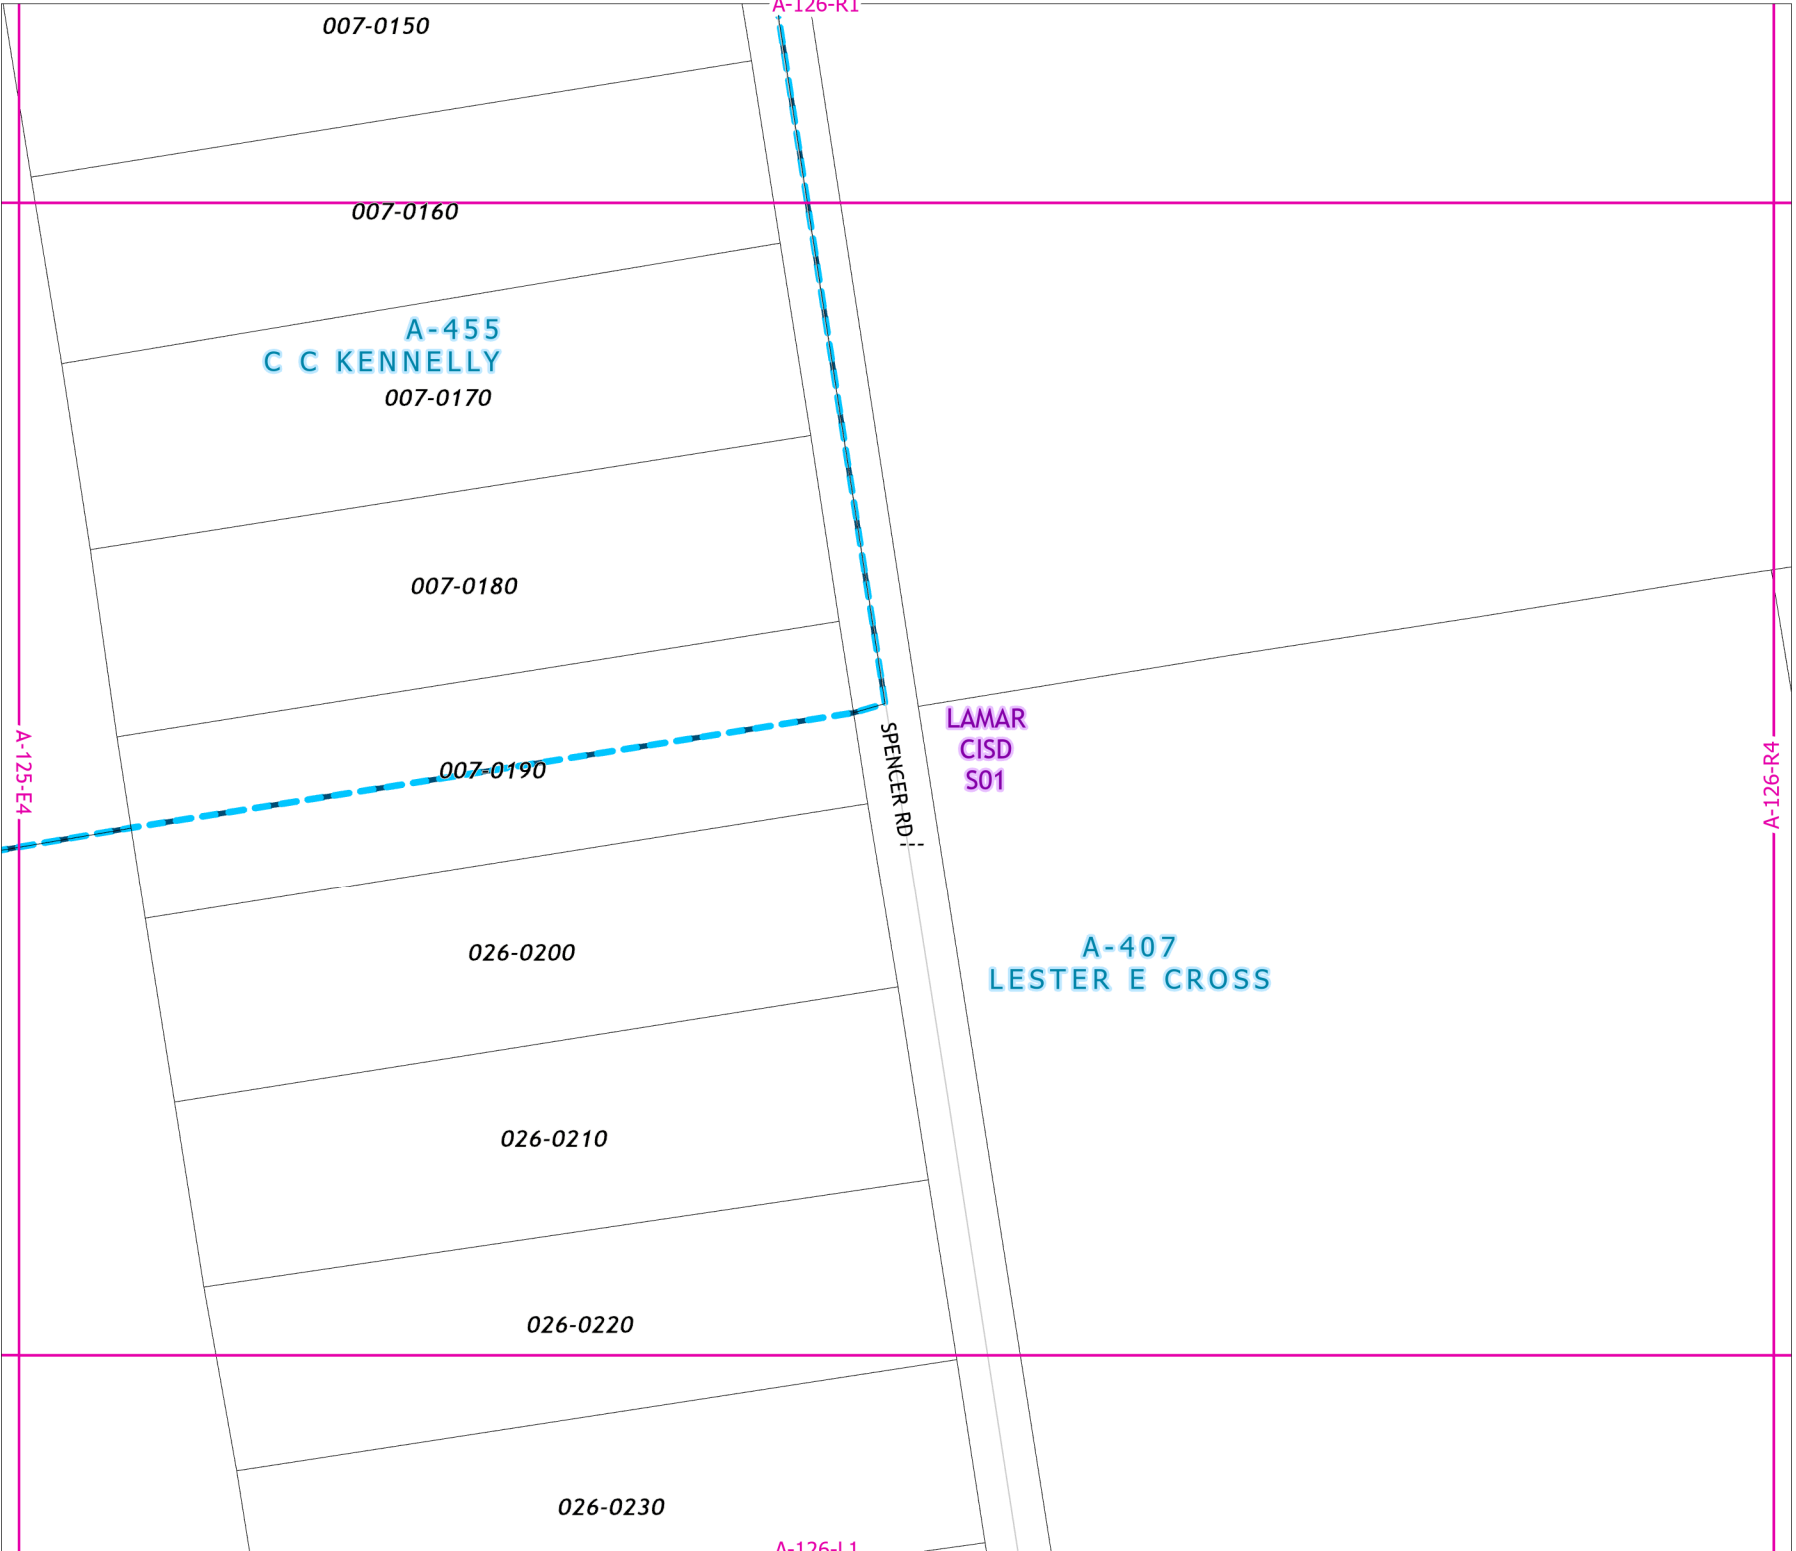 A-126-R1
007-0150
007-0160
A-455
C C KENNELLY
007-0170
007-0180
LAMAR
CISD
S01
SPENCER RD---
A-125-E4
A-126-R4
007-0190
026-0200
A-407
LESTER E CROSS
026-0210
026-0220
026-0230
A-126-L1